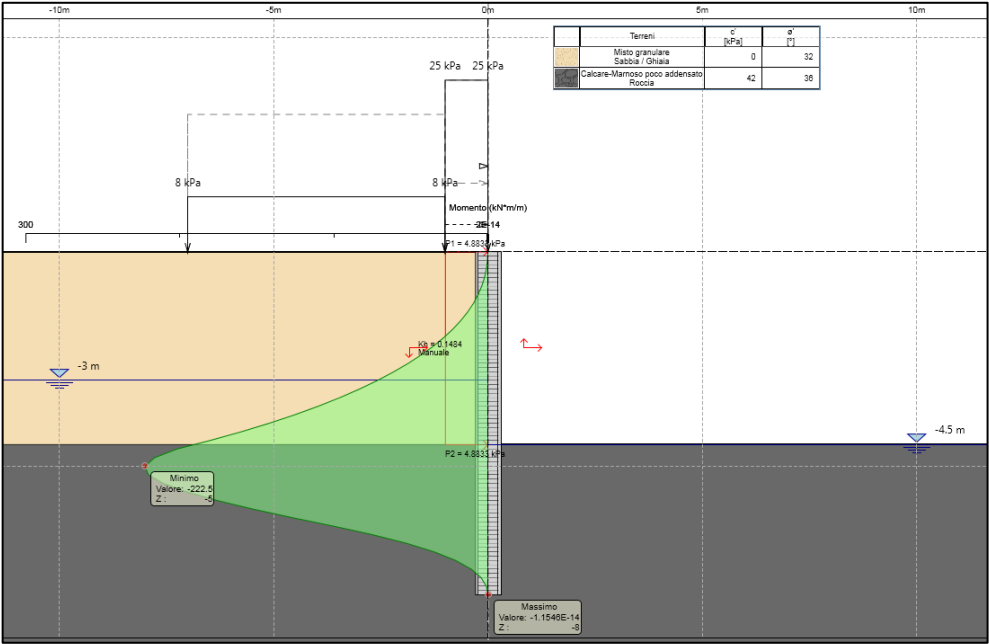 -10m -5m 0m 5m 10m
Terreni c' [kPa] ø' [°]
Misto granulare
Sabbia / Ghiaia 0 32
Calcare-Marnoso poco addensato
Roccia 42 36
25 kPa 25 kPa
8 kPa 8 kPa
Momento (kN*m/m)
300
P1 = 4.8833 kPa
= 0.1484
Manuale
-3 m
-4.5 m
P2 = 4.8833 kPa
Minimo
Valore: -222.5
Z : -5
Massimo
Valore: -1.1546E-14
Z : -8